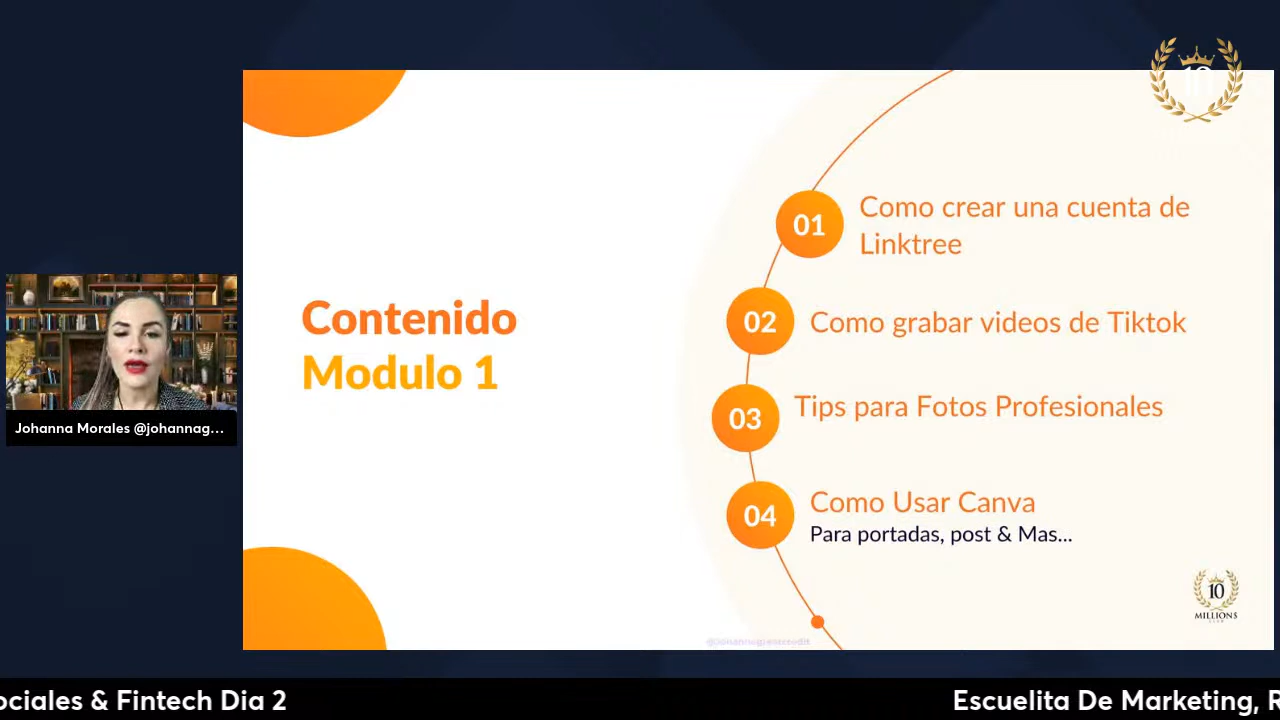 10
01
Como crear una cuenta de
Linktree
02
Como grabar videos de Tiktok
Contenido
Modulo 1
03
Tips para Fotos Profesionales
Johanna Morales @johannag...
04
Como Usar Canva
Para portadas, post & Mas...
10
MILLIONS
CLUB
ociales & Fintech Dia 2
Escuelita De Marketing, R